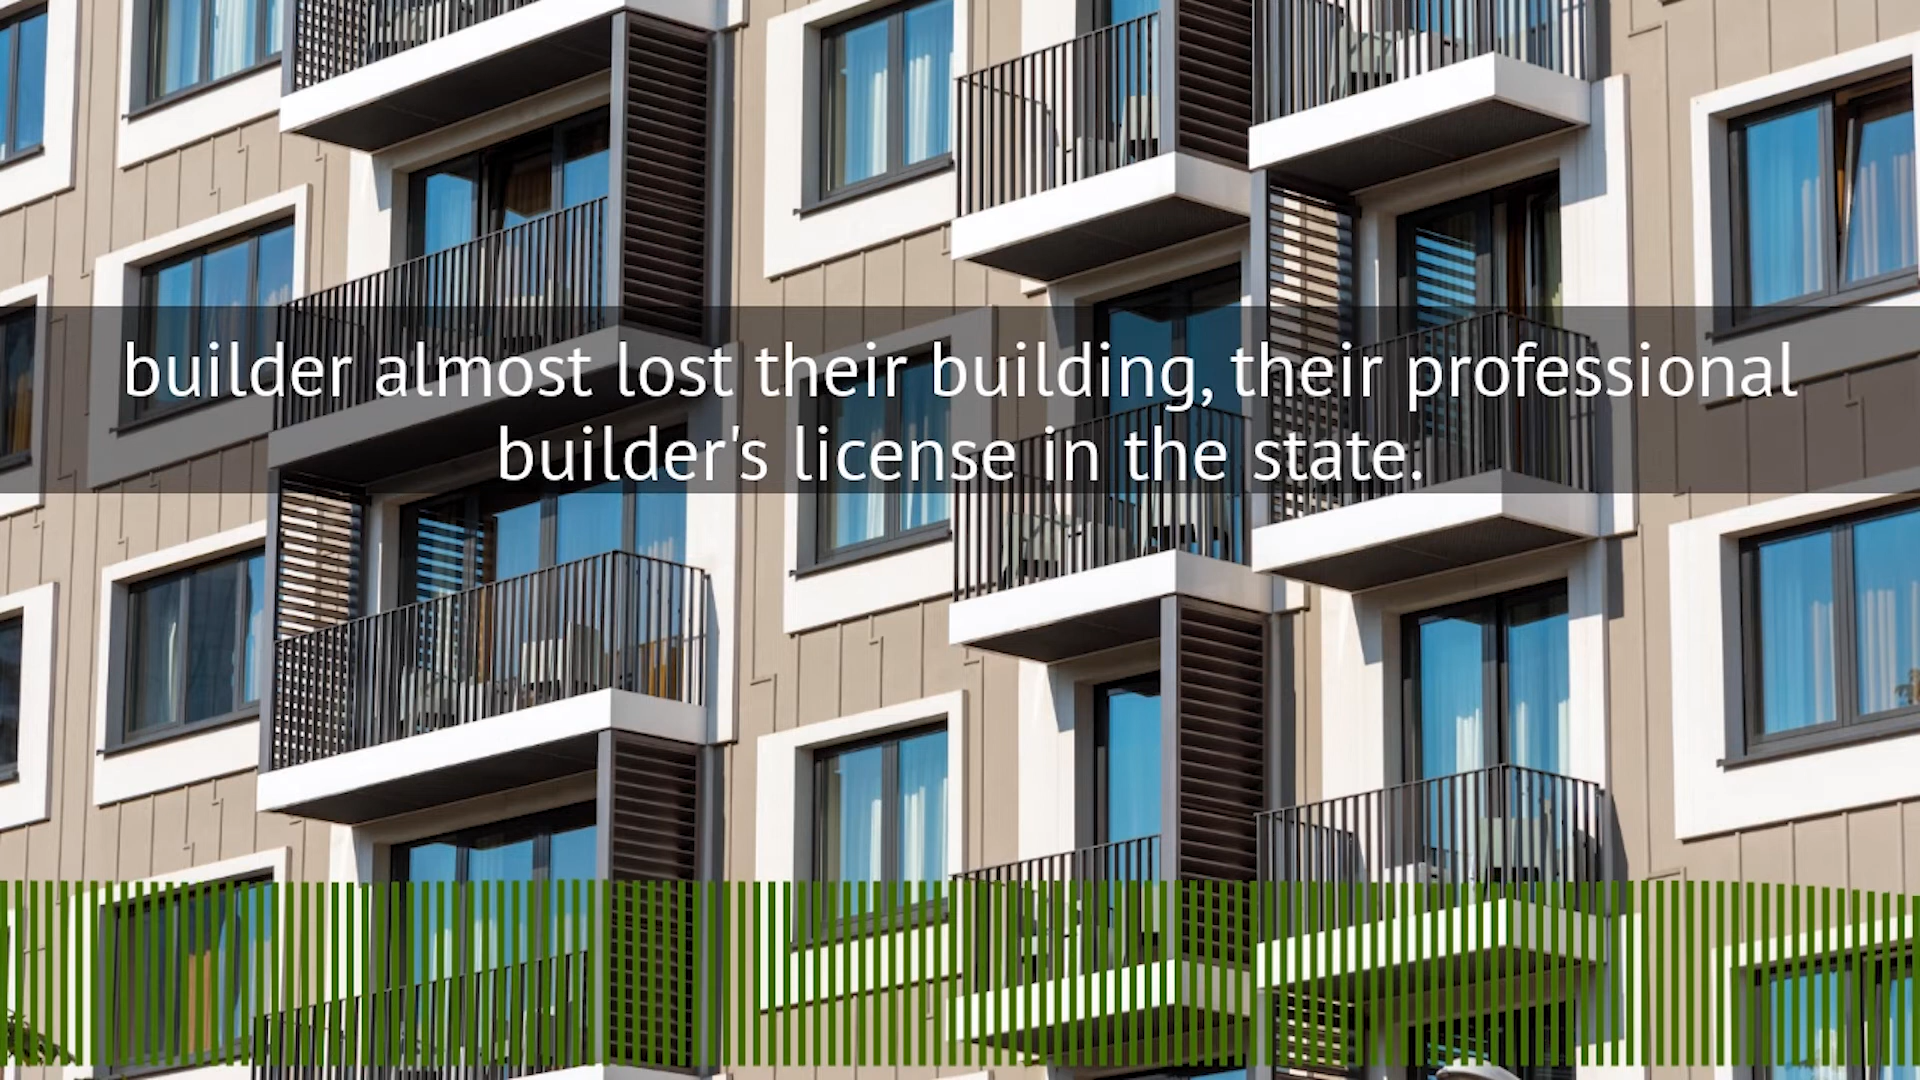 builder almost lost their building, their professional
builder's license in the state.